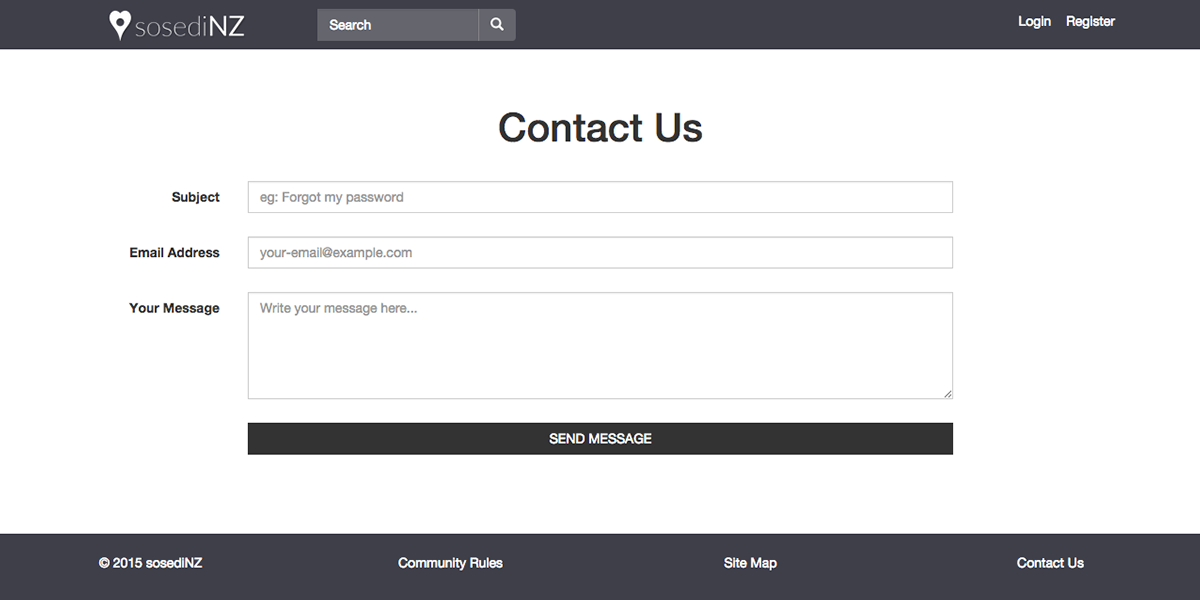 sosediNZ
Search
Login Register
Contact Us
Subject
eg: Forgot my password
Email Address
your-email@example.com
Your Message
Write your message here...
SEND MESSAGE
© 2015 sosediNZ Community Rules Site Map Contact Us